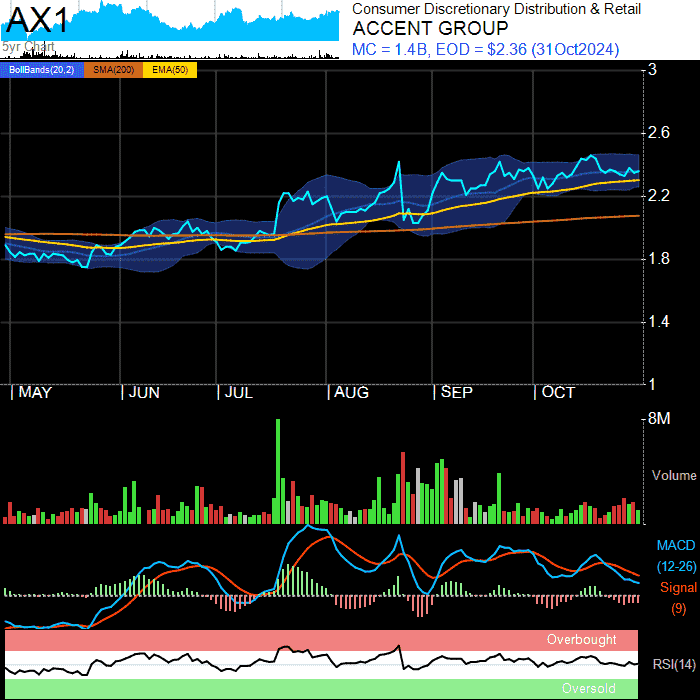 AX1
5yr Chart
Consumer Discretionary Distribution & Retail
ACCENT GROUP
MC = 1.4B, EOD = $2.36 (31Oct2024)
BollBands(20,2) SMA(200) EMA(50)
3
2.6
2.2
1.8
1.4
1
MAY JUN JUL AUG SEP OCT
8M
Volume
MACD
(12-26)
Signal
(9)
Overbought
RSI(14)
Oversold